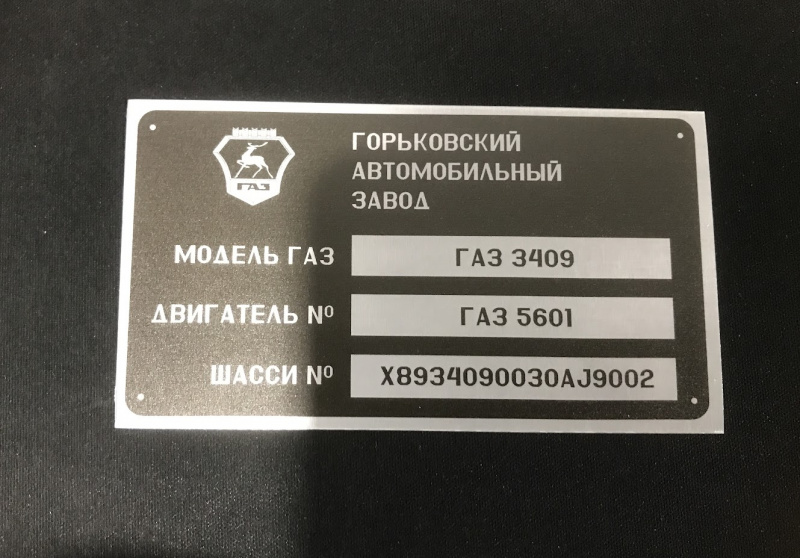 ГАЗ
ГОРЬКОВСКИЙ
АВТОМОБИЛЬНЫЙ
ЗАВОД
МОДЕЛЬ ГАЗ ГАЗ 3409
ДВИГАТЕЛЬ № ГАЗ 5601
ШАССИ № X8934090030AJ9002